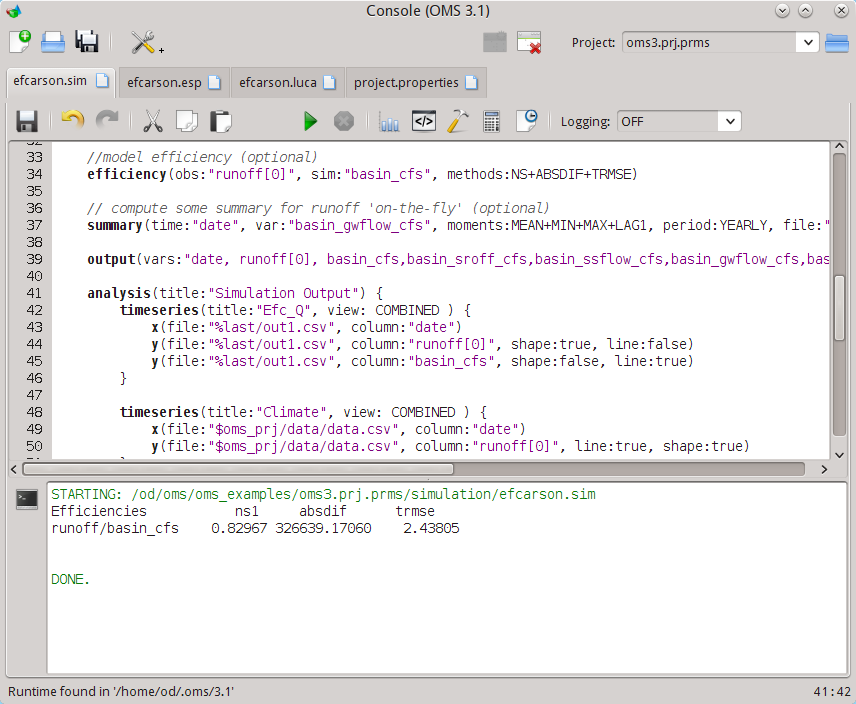 Console (OMS 3.1)
Project: oms3.prj.prms
efcarson.sim efcarson.esp efcarson.luca project.properties
Logging: OFF
33 //model efficiency (optional)
34 efficiency(obs:"runoff[0]", sim:"basin_cfs", methods:NS+ABSDIF+TRMSE)
35
36 // compute some summary for runoff 'on-the-fly' (optional)
37 summary(time:"date", var:"basin_gwflow_cfs", moments:MEAN+MIN+MAX+LAG1, period:YEARLY, file:"
38
39 output(vars:"date, runoff[0], basin_cfs,basin_sroff_cfs,basin_ssflow_cfs,basin_gwflow_cfs,bas
40
41 analysis(title:"Simulation Output") {
42 timeseries(title:"Efc_Q", view: COMBINED ) {
43 x(file:"%last/out1.csv", column:"date")
44 y(file:"%last/out1.csv", column:"runoff[0]", shape:true, line:false)
45 y(file:"%last/out1.csv", column:"basin_cfs", shape:false, line:true)
46 }
47
48 timeseries(title:"Climate", view: COMBINED ) {
49 x(file:"$oms_prj/data/data.csv", column:"date")
50 y(file:"$oms_prj/data/data.csv", column:"runoff[0]", line:true, shape:true)
STARTING: /od/oms/oms_examples/oms3.prj.prms/simulation/efcarson.sim
Efficiencies ns1 absdif trmse
runoff/basin_cfs 0.82967 326639.17060 2.43805
DONE.
Runtime found in '/home/od/.oms/3.1' 41:42